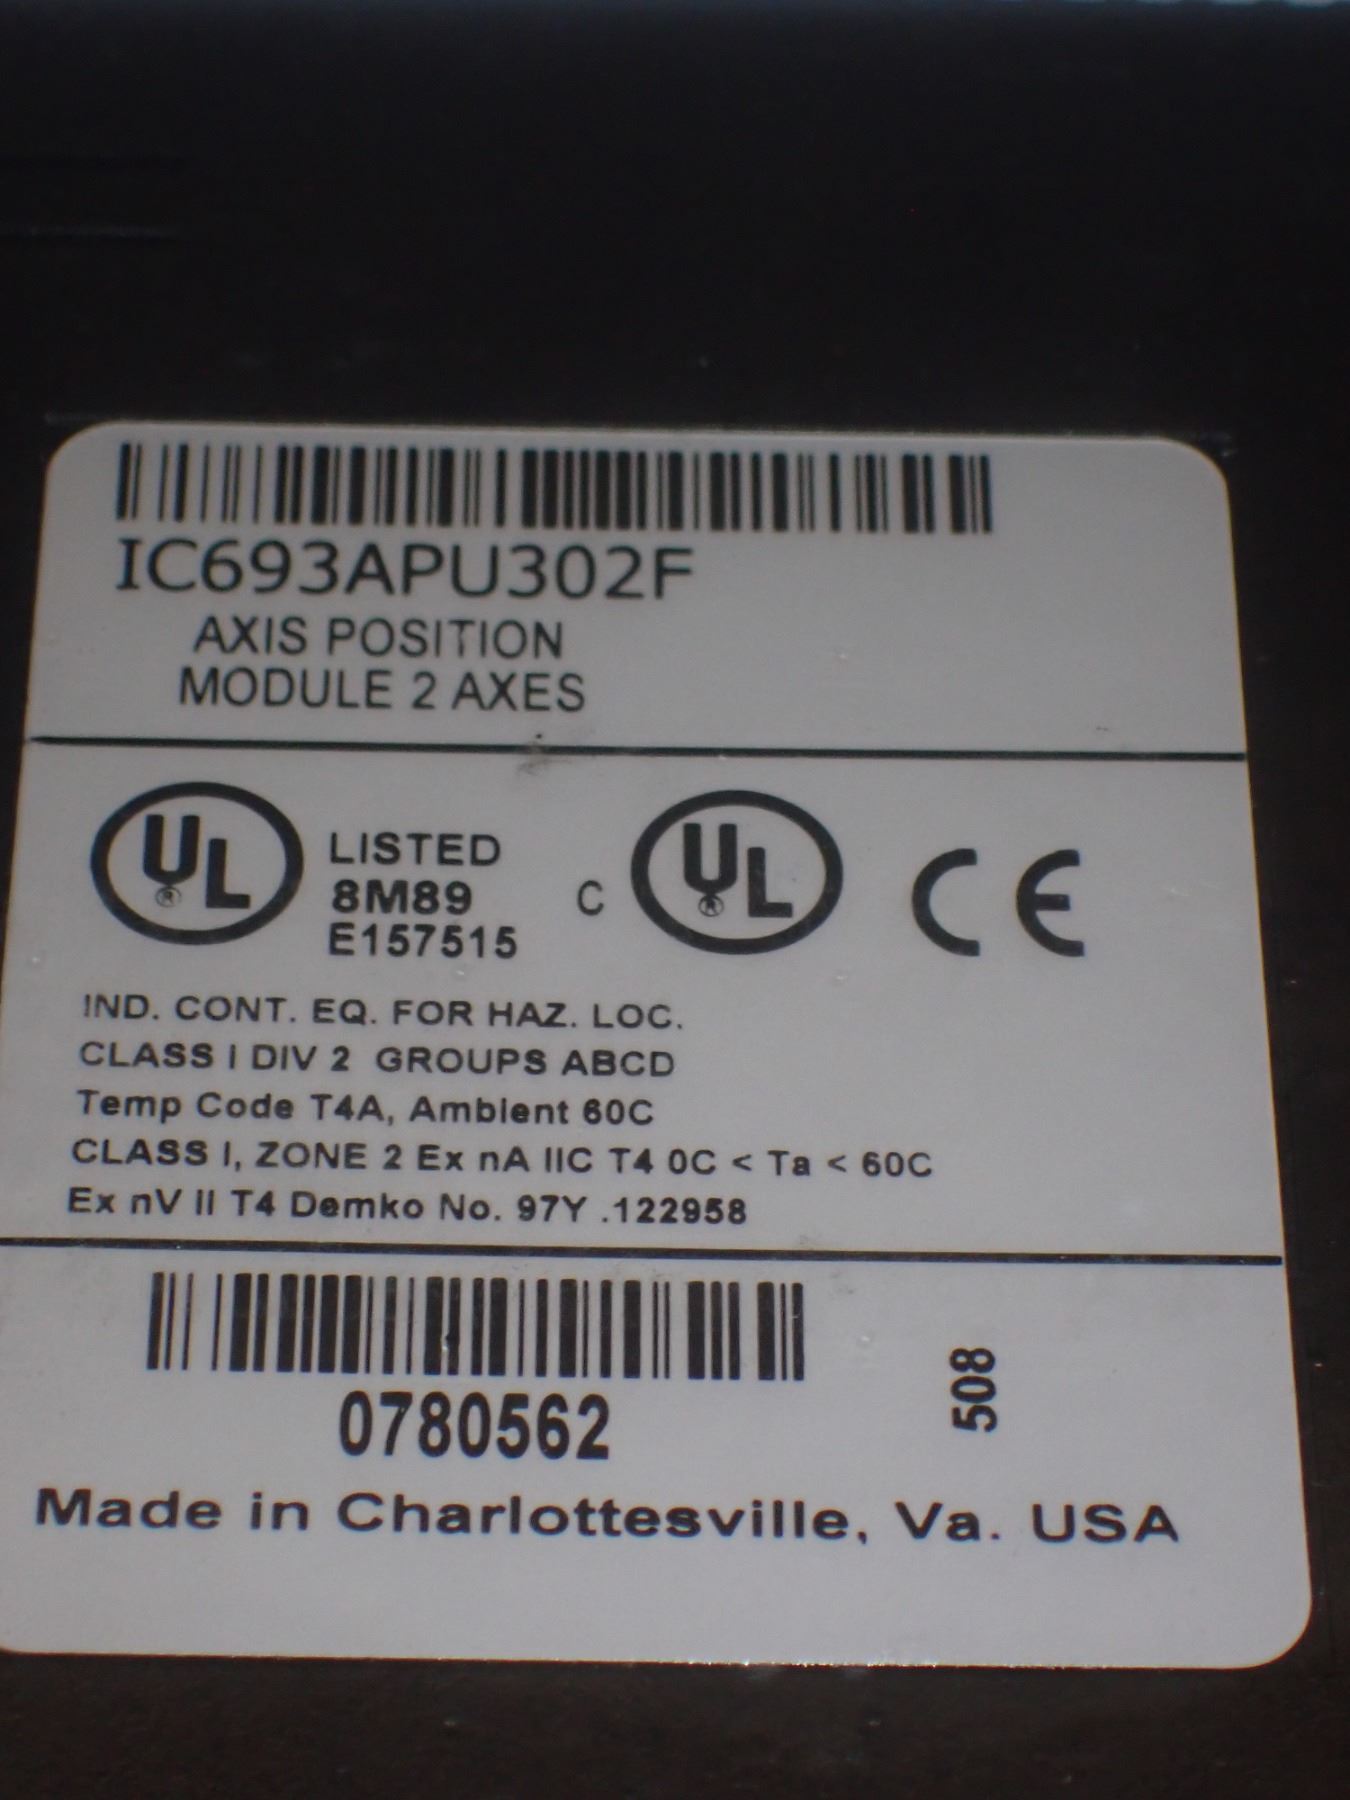 IC693APU302F
AXIS POSITION
MODULE 2 AXES
UL ® LISTED
8M89
E157515
C UL ® CE
IND. CONT. EQ. FOR HAZ. LOC.
CLASS I DIV 2 GROUPS ABCD
Temp Code T4A, Ambient 60C
CLASS I, ZONE 2 Ex nA IIC T4 0C < Ta < 60C
Ex nV II T4 Demko No. 97Y .122958
0780562
508
Made in Charlottesville, Va. USA